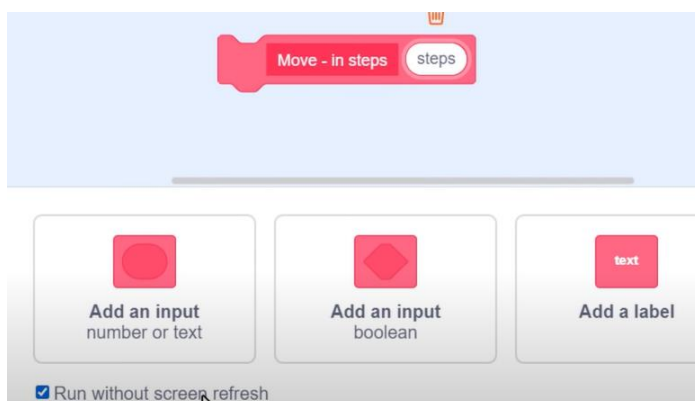 Move - in steps steps
text
Add an input
number or text
Add an input
boolean
Add a label
Run without screen refresh